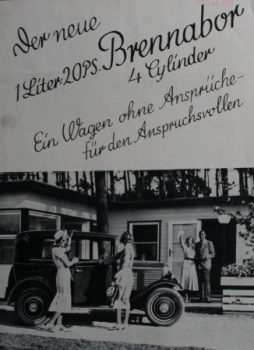 Der neue
1 Liter 20 PS. Brennabor
4 Cylinder
Ein Wagen ohne Ansprüche-
für den Anspruchsvollen